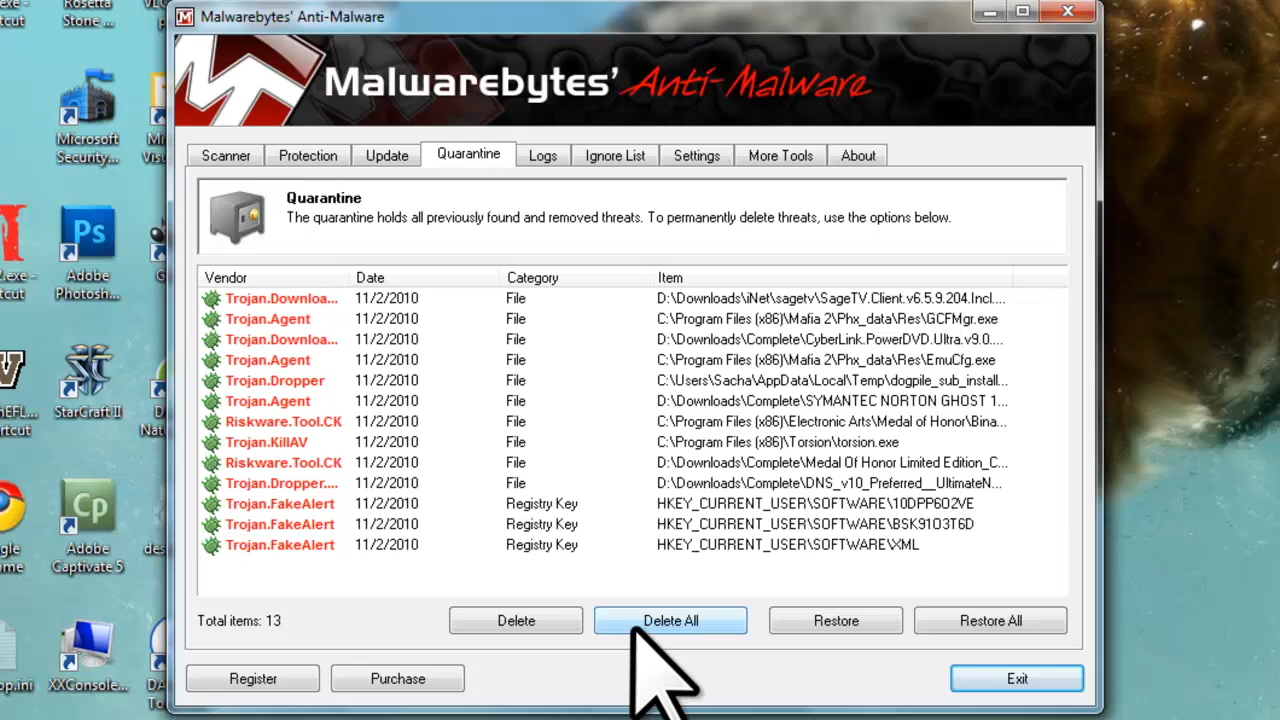 Rosetta
Stone ...
Microsoft
Security...
Adobe
Photosh...
StarCraft II
Adobe
Captivate 5
XXConsole...
Malwarebytes' Anti-Malware
Malwarebytes' Anti-Malware
Scanner Protection Update Quarantine Logs Ignore List Settings More Tools About
Quarantine
The quarantine holds all previously found and removed threats. To permanently delete threats, use the options below.
Vendor Date Category Item
Trojan.Downloa... 11/2/2010 File D:\Downloads\iNet\sagetv\SageTV.Client.v6.5.9.204.Incl....
Trojan.Agent 11/2/2010 File C:\Program Files (x86)\Mafia 2\Phx_data\Res\GCFMgr.exe
Trojan.Downloa... 11/2/2010 File D:\Downloads\Complete\CyberLink.PowerDVD.Ultra.v9.0....
Trojan.Agent 11/2/2010 File C:\Program Files (x86)\Mafia 2\Phx_data\Res\EmuCfg.exe
Trojan.Dropper 11/2/2010 File C:\Users\Sacha\AppData\Local\Temp\dogpile_sub_install...
Trojan.Agent 11/2/2010 File D:\Downloads\Complete\SYMANTEC NORTON GHOST 1...
Riskware.Tool.CK 11/2/2010 File C:\Program Files (x86)\Electronic Arts\Medal of Honor\Bina...
Trojan.KillAV 11/2/2010 File C:\Program Files (x86)\Torsion\torsion.exe
Riskware.Tool.CK 11/2/2010 File D:\Downloads\Complete\Medal Of Honor Limited Edition_C...
Trojan.Dropper.... 11/2/2010 File D:\Downloads\Complete\DNS_v10_Preferred__UltimateN...
Trojan.FakeAlert 11/2/2010 Registry Key HKEY_CURRENT_USER\SOFTWARE\10DPP6O2VE
Trojan.FakeAlert 11/2/2010 Registry Key HKEY_CURRENT_USER\SOFTWARE\BSK91O3T6D
Trojan.FakeAlert 11/2/2010 Registry Key HKEY_CURRENT_USER\SOFTWARE\XML
Total items: 13 Delete Delete All Restore Restore All
Register Purchase Exit